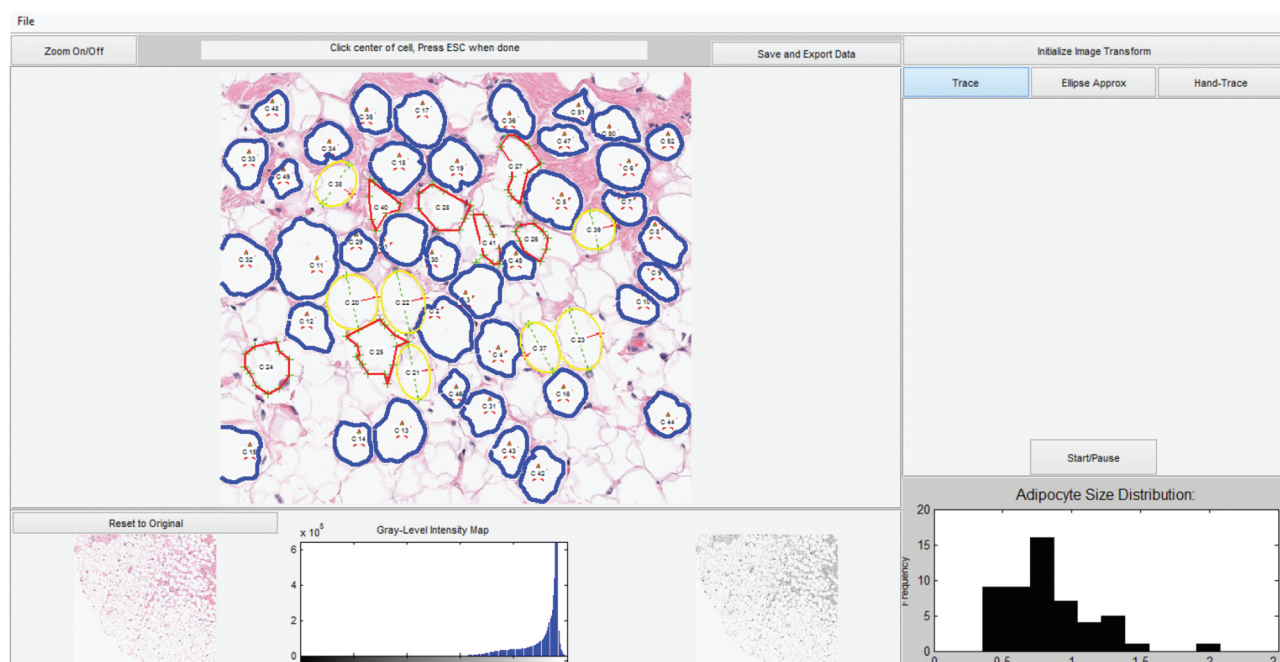 File
Zoom On/Off
Click center of cell, Press ESC when done
Save and Export Data
Initialize Image Transform
Trace
Ellipse Approx
Hand-Trace
C 48
C 35
C 17
C 36
C 51
C 50
C 52
C 47
C 34
C 33
C 18
C 19
C 27
C 6
C 49
C 38
C 40
C 28
C 5
C 7
C 39
C 8
C 29
C 41
C 26
C 32
C 11
30
C 45
C 9
C 20
C 22
C 3
C 10
C 12
C 2
C 25
C 4
C 37
C 23
C 24
C 21
C 46
C 16
C 31
C 44
C 14
C 13
C 15
C 43
C 42
Start/Pause
Adipocyte Size Distribution:
20
15
10
5
0
Frequency
0 0.5 1 1.5 2
Reset to Original
Gray-Level Intensity Map
x 10^5
6
4
2
0